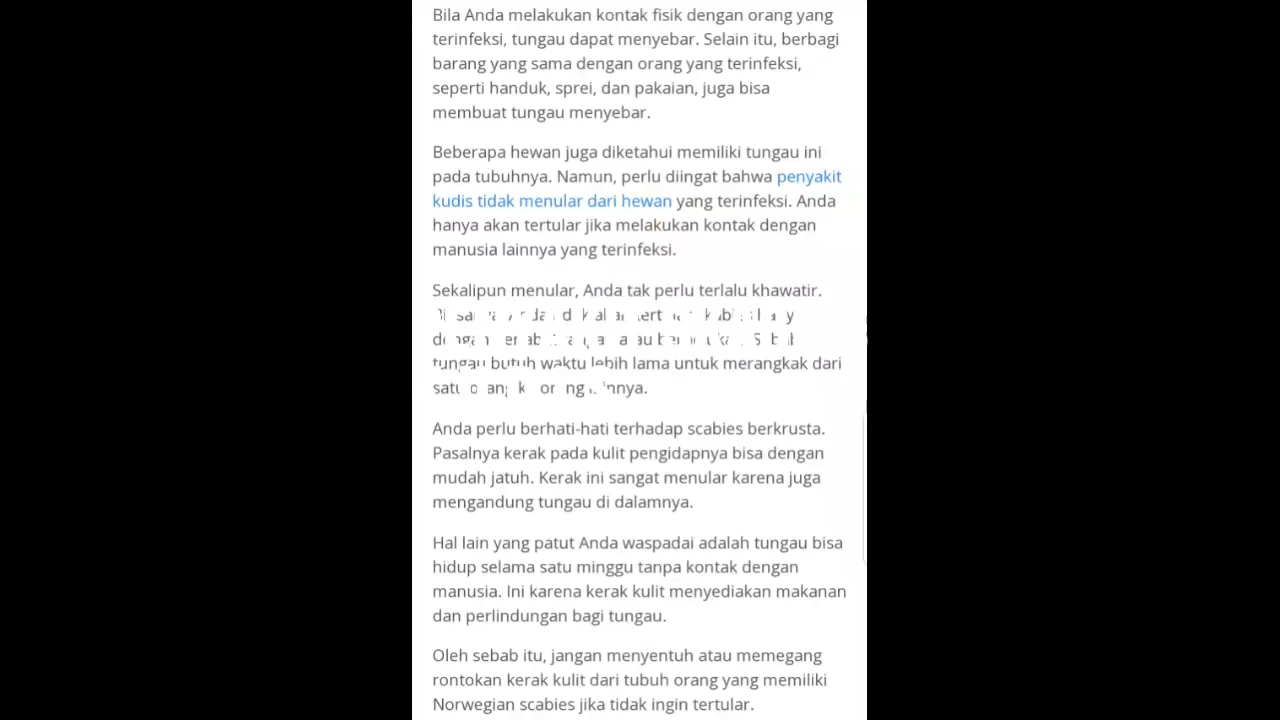 Bila Anda melakukan kontak fisik dengan orang yang
terinfeksi, tungau dapat menyebar. Selain itu, berbagi
barang yang sama dengan orang yang terinfeksi,
seperti handuk, sprei, dan pakaian, juga bisa
membuat tungau menyebar.
Beberapa hewan juga diketahui memiliki tungau ini
pada tubuhnya. Namun, perlu diingat bahwa penyakit
kudis tidak menular dari hewan yang terinfeksi. Anda
hanya akan tertular jika melakukan kontak dengan
manusia lainnya yang terinfeksi.
Sekalipun menular, Anda tak perlu terlalu khawatir.
tungau butuh waktu lebih lama untuk merangkak dari
satu orang ke orang lainnya.
Anda perlu berhati-hati terhadap scabies berkrusta.
Pasalnya kerak pada kulit pengidapnya bisa dengan
mudah jatuh. Kerak ini sangat menular karena juga
mengandung tungau di dalamnya.
Hal lain yang patut Anda waspadai adalah tungau bisa
hidup selama satu minggu tanpa kontak dengan
manusia. Ini karena kerak kulit menyediakan makanan
dan perlindungan bagi tungau.
Oleh sebab itu, jangan menyentuh atau memegang
rontokan kerak kulit dari tubuh orang yang memiliki
Norwegian scabies jika tidak ingin tertular.